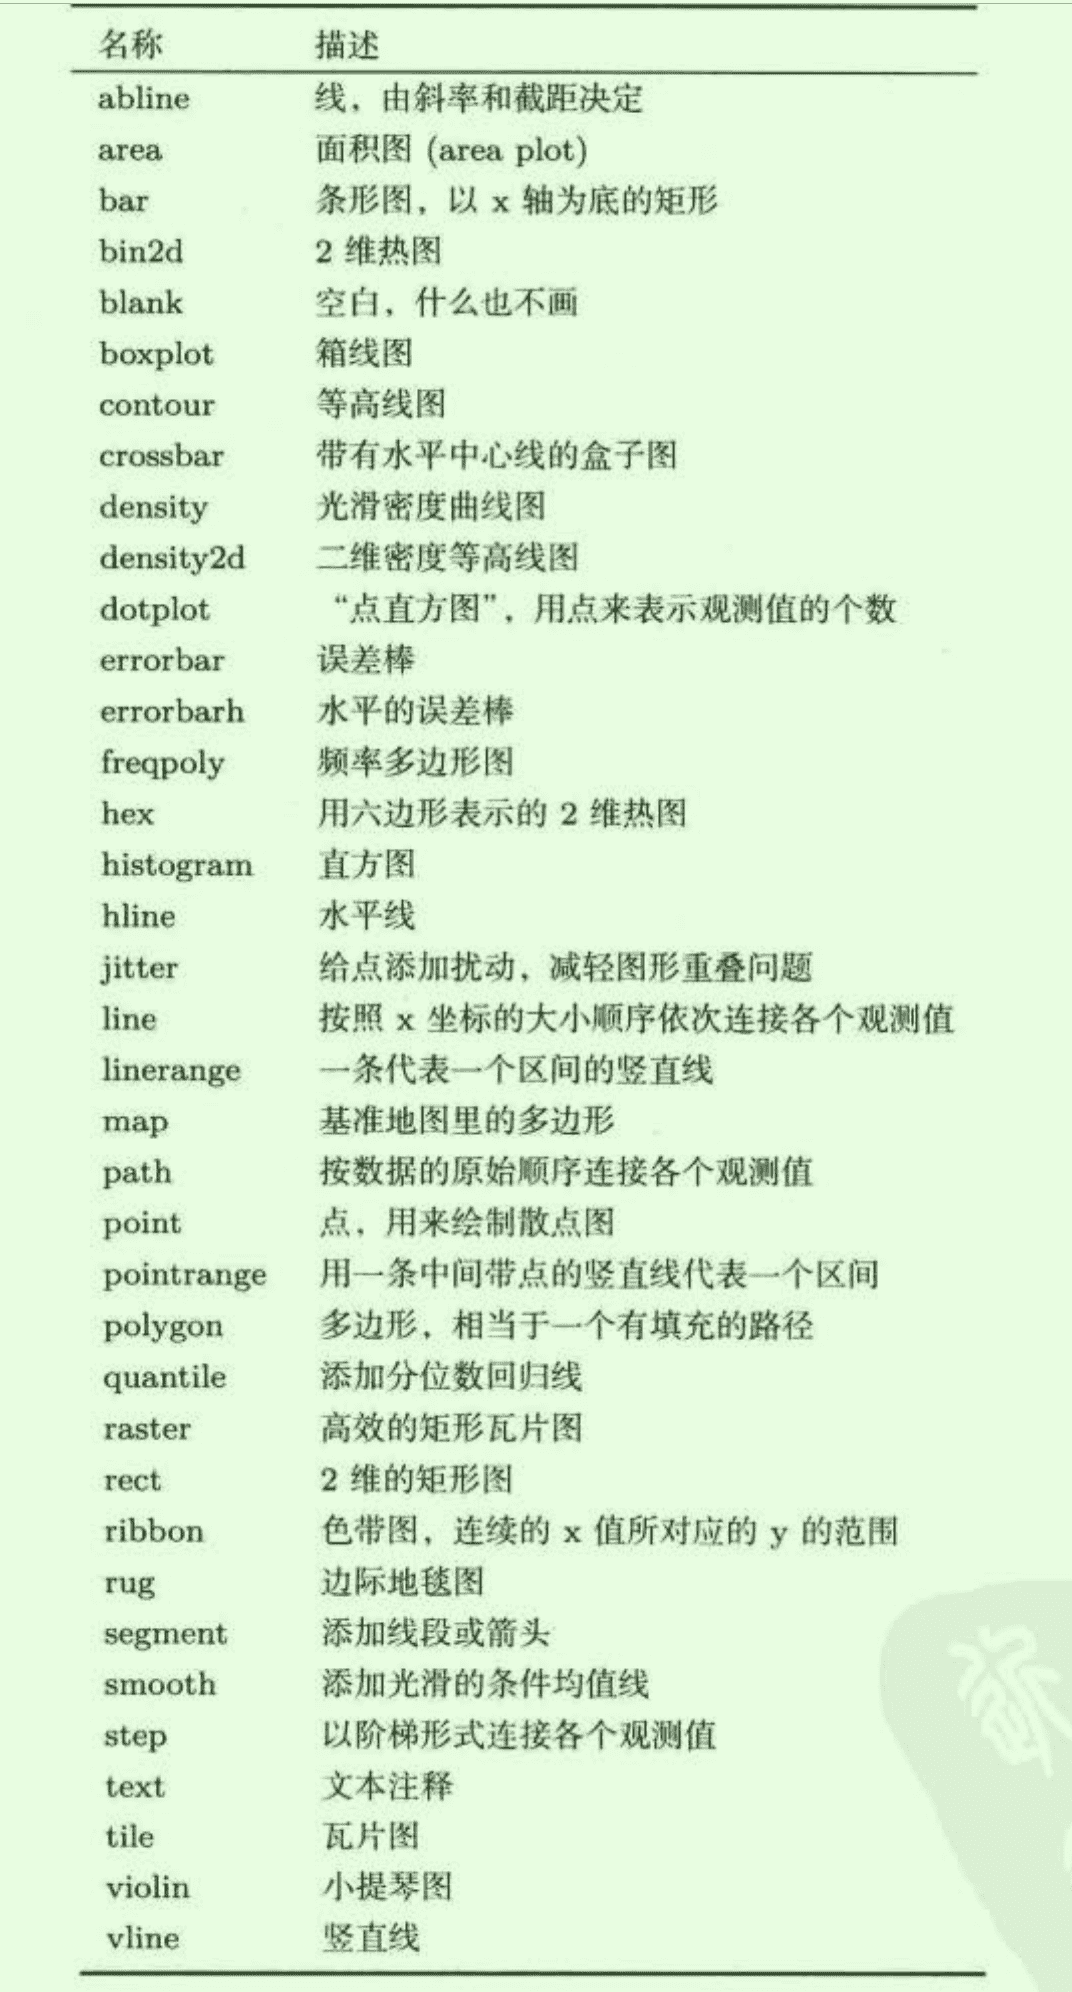 名称 描述
abline 线，由斜率和截距决定
area 面积图 (area plot)
bar 条形图，以 x 轴为底的矩形
bin2d 2 维热图
blank 空白，什么也不画
boxplot 箱线图
contour 等高线图
crossbar 带有水平中心线的盒子图
density 光滑密度曲线图
density2d 二维密度等高线图
dotplot “点直方图”，用点来表示观测值的个数
errorbar 误差棒
errorbarh 水平的误差棒
freqpoly 频率多边形图
hex 用六边形表示的 2 维热图
histogram 直方图
hline 水平线
jitter 给点添加扰动，减轻图形重叠问题
line 按照 x 坐标的大小顺序依次连接各个观测值
linerange 一条代表一个区间的竖直线
map 基准地图里的多边形
path 按数据的原始顺序连接各个观测值
point 点，用来绘制散点图
pointrange 用一条中间带点的竖直线代表一个区间
polygon 多边形，相当于一个有填充的路径
quantile 添加分位数回归线
raster 高效的矩形瓦片图
rect 2 维的矩形图
ribbon 色带图，连续的 x 值所对应的 y 的范围
rug 边际地毯图
segment 添加线段或箭头
smooth 添加光滑的条件均值线
step 以阶梯形式连接各个观测值
text 文本注释
tile 瓦片图
violin 小提琴图
vline 竖直线